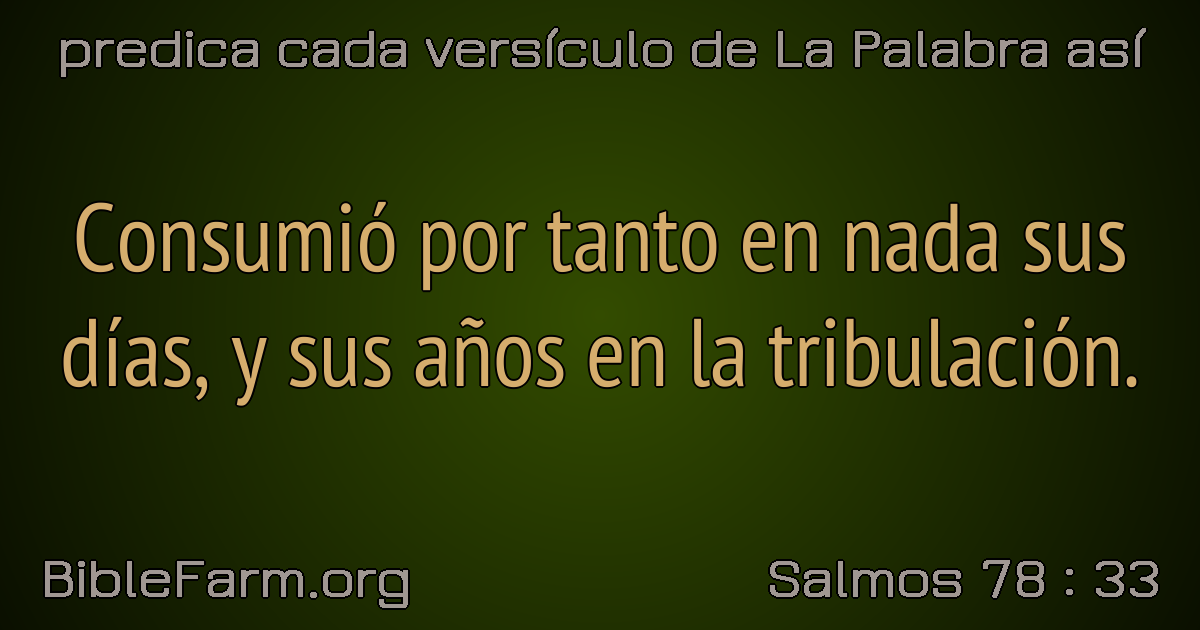 predica cada versículo de La Palabra así
Consumió por tanto en nada sus
días, y sus años en la tribulación.
BibleFarm.org
Salmos 78 : 33